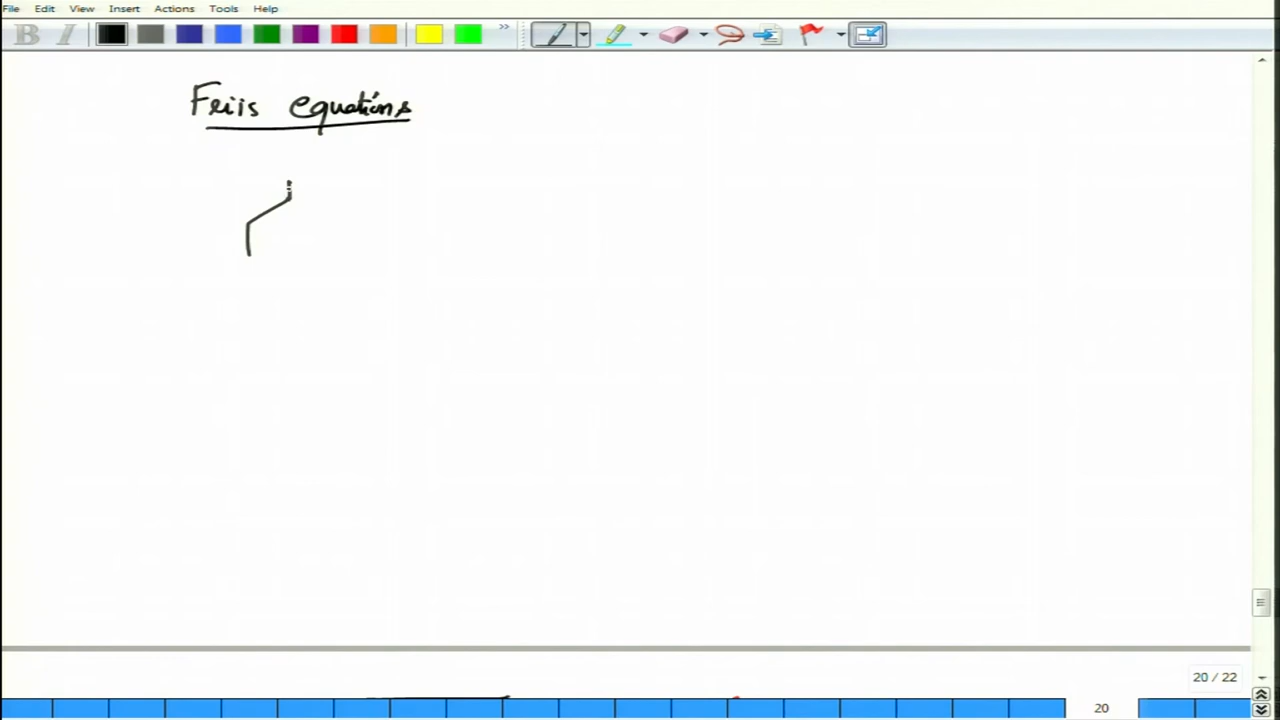 File Edit View Insert Actions Tools Help
B I
Friis equations
20 / 22
20